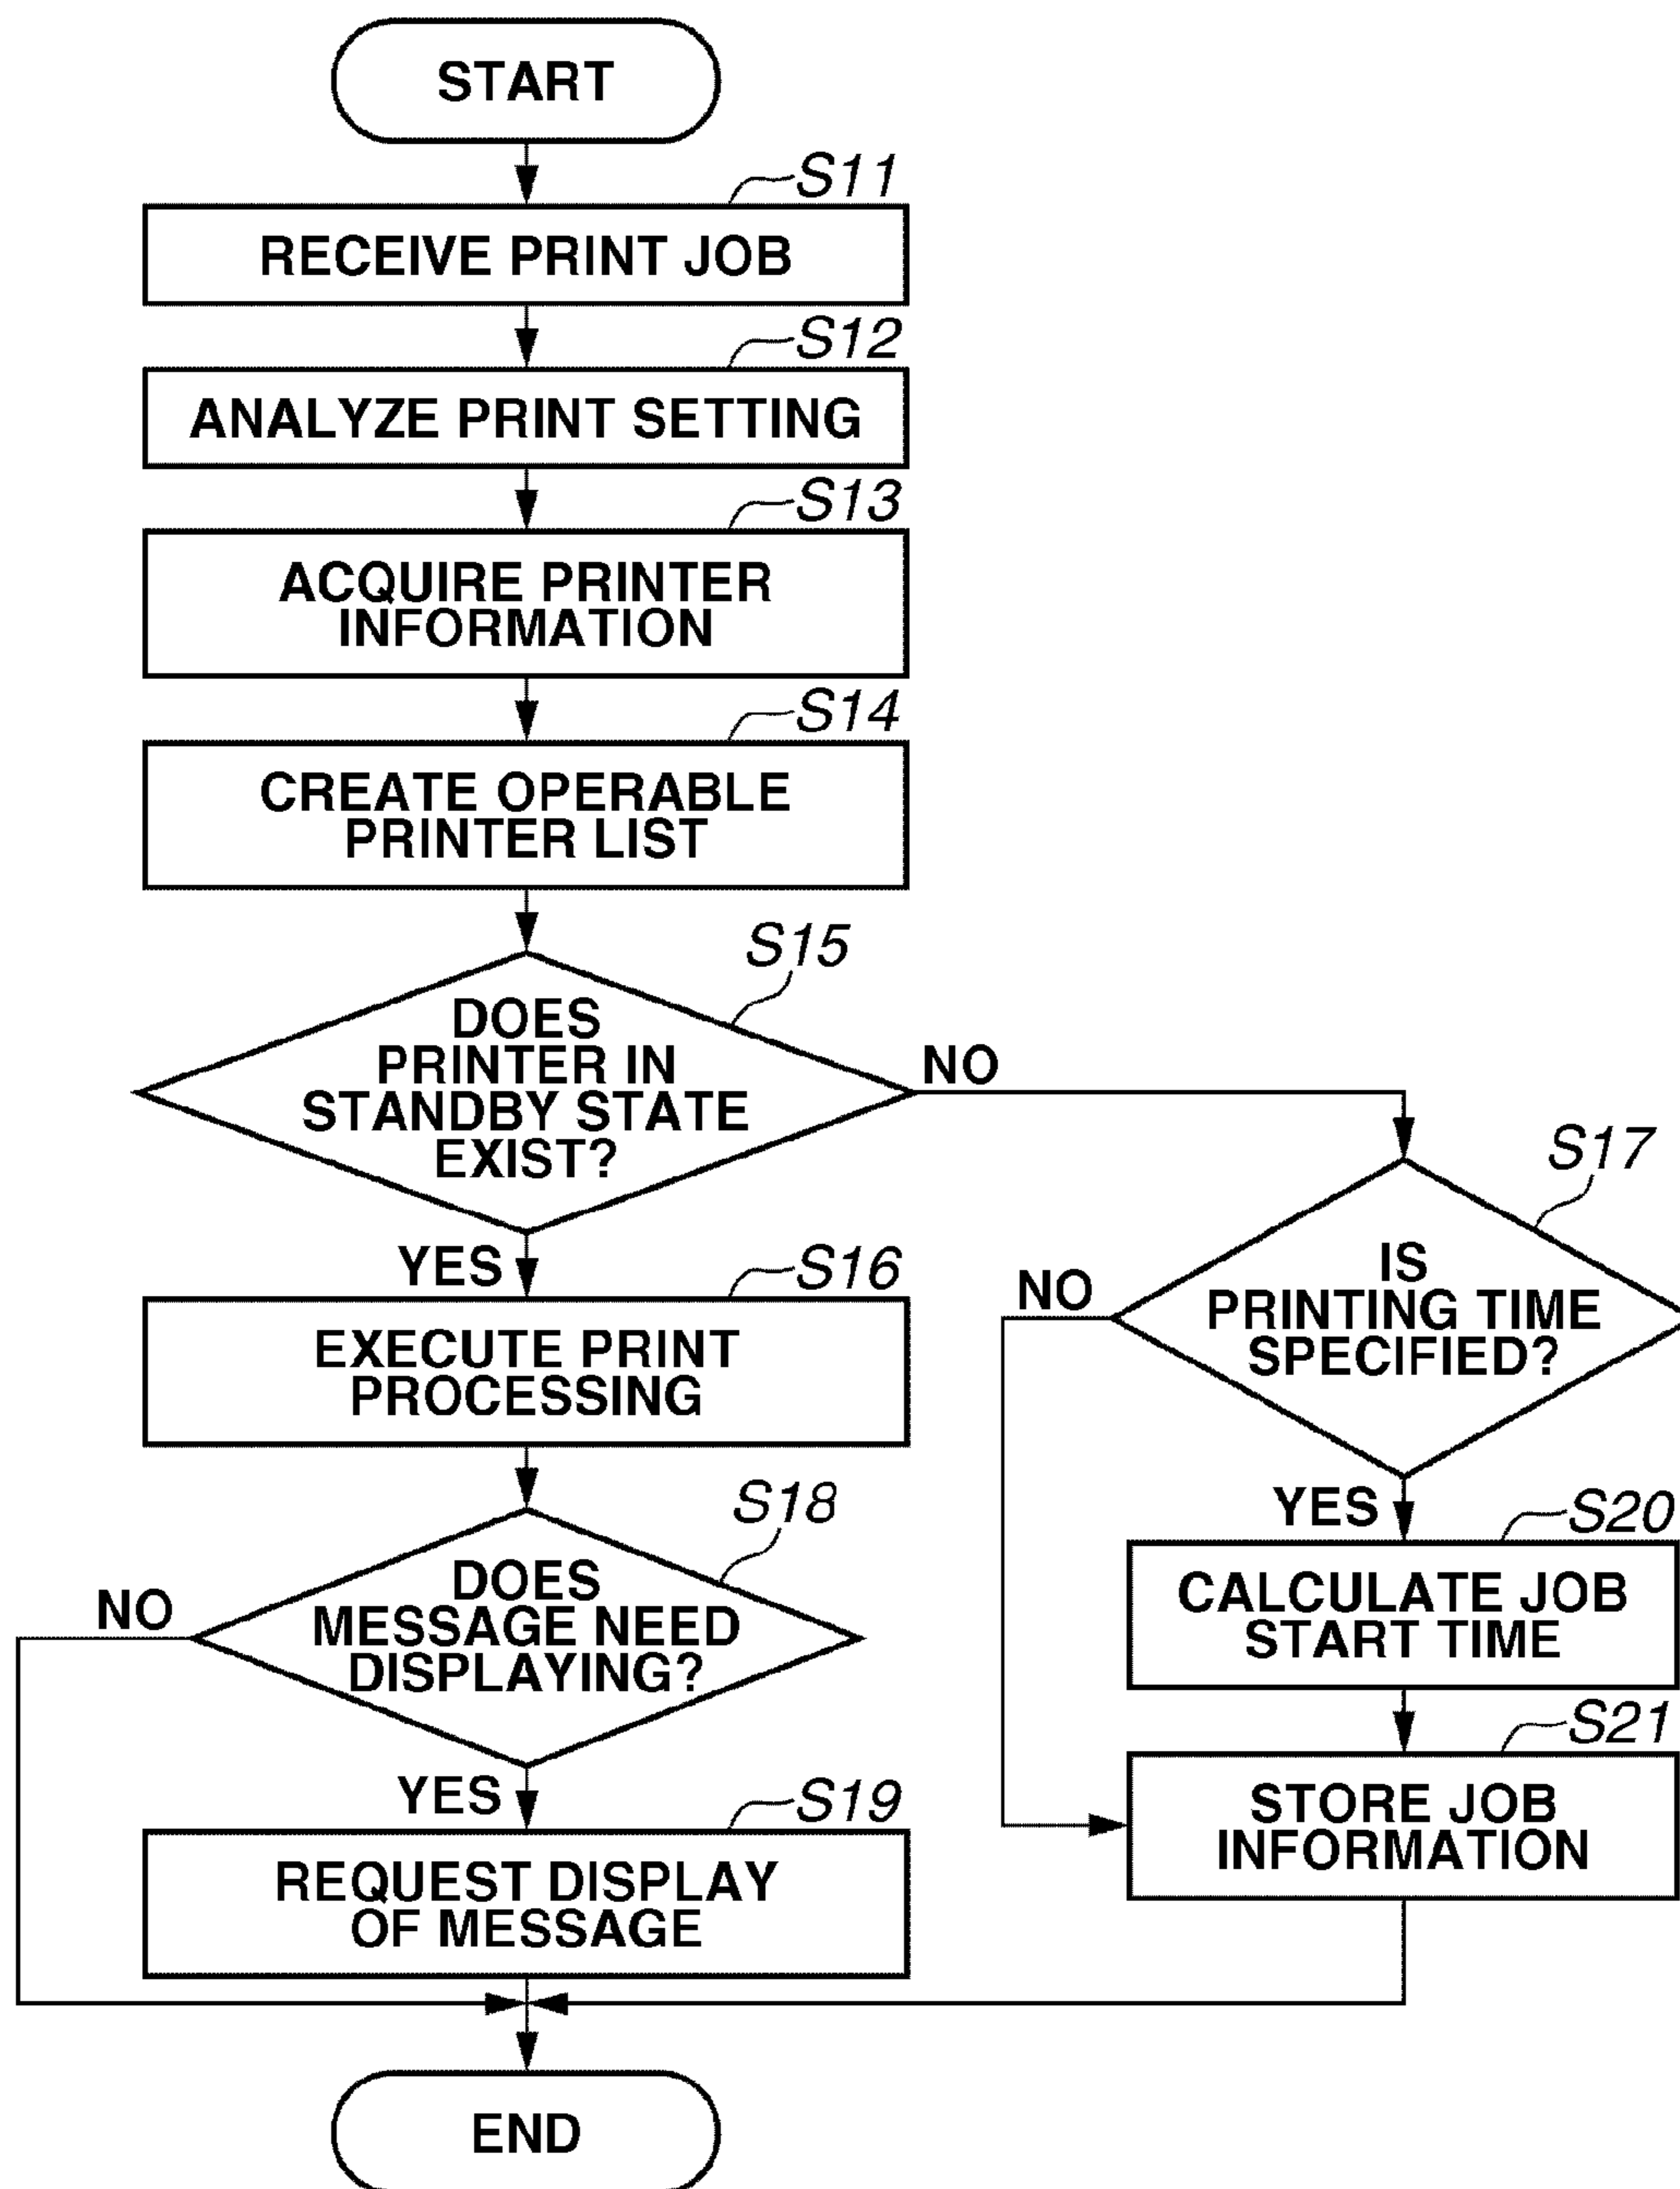 START
S11
RECEIVE PRINT JOB
S12
ANALYZE PRINT SETTING
S13
ACQUIRE PRINTER
INFORMATION
S14
CREATE OPERABLE
PRINTER LIST
S15
DOES
PRINTER IN
STANDBY STATE
EXIST?
NO
YES
S16
EXECUTE PRINT
PROCESSING
S17
IS
PRINTING TIME
SPECIFIED?
NO
YES
S18
DOES
MESSAGE NEED
DISPLAYING?
NO
YES
S19
REQUEST DISPLAY
OF MESSAGE
S20
CALCULATE JOB
START TIME
S21
STORE JOB
INFORMATION
END